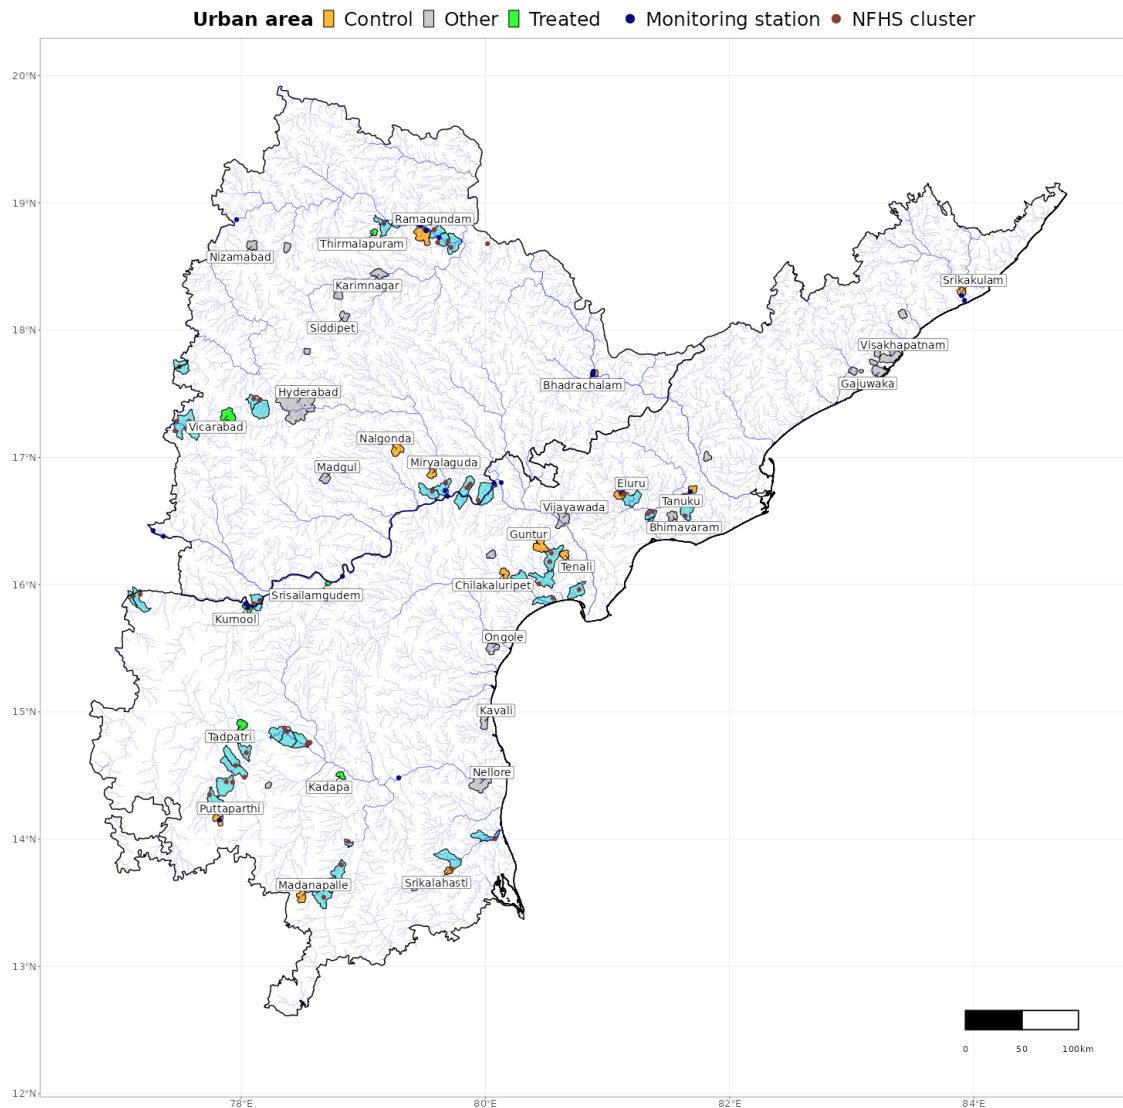 Urban area Control Other Treated Monitoring station NFHS cluster
20°N
19°N
Ramagundam
Thirmalapuram
Nizamabad
Karimnagar
Srikakulam
18°N
Siddipet
Visakhapatnam
Bhadrachalam
Gajuwaka
Hyderabad
Vicarabad
Nalgonda
17°N
Madgul
Miryalaguda
Eluru
Tanuku
Vijayawada
Bhimavaram
Guntur
Tenali
16°N
Chilakaluripet
Srisailamgudem
Kurnool
Ongole
15°N
Kavali
Tadpatri
Nellore
Kadapa
Puttaparthi
14°N
Madanapalle
Srikalahasti
13°N
0 50 100km
12°N
78°E 80°E 82°E 84°E